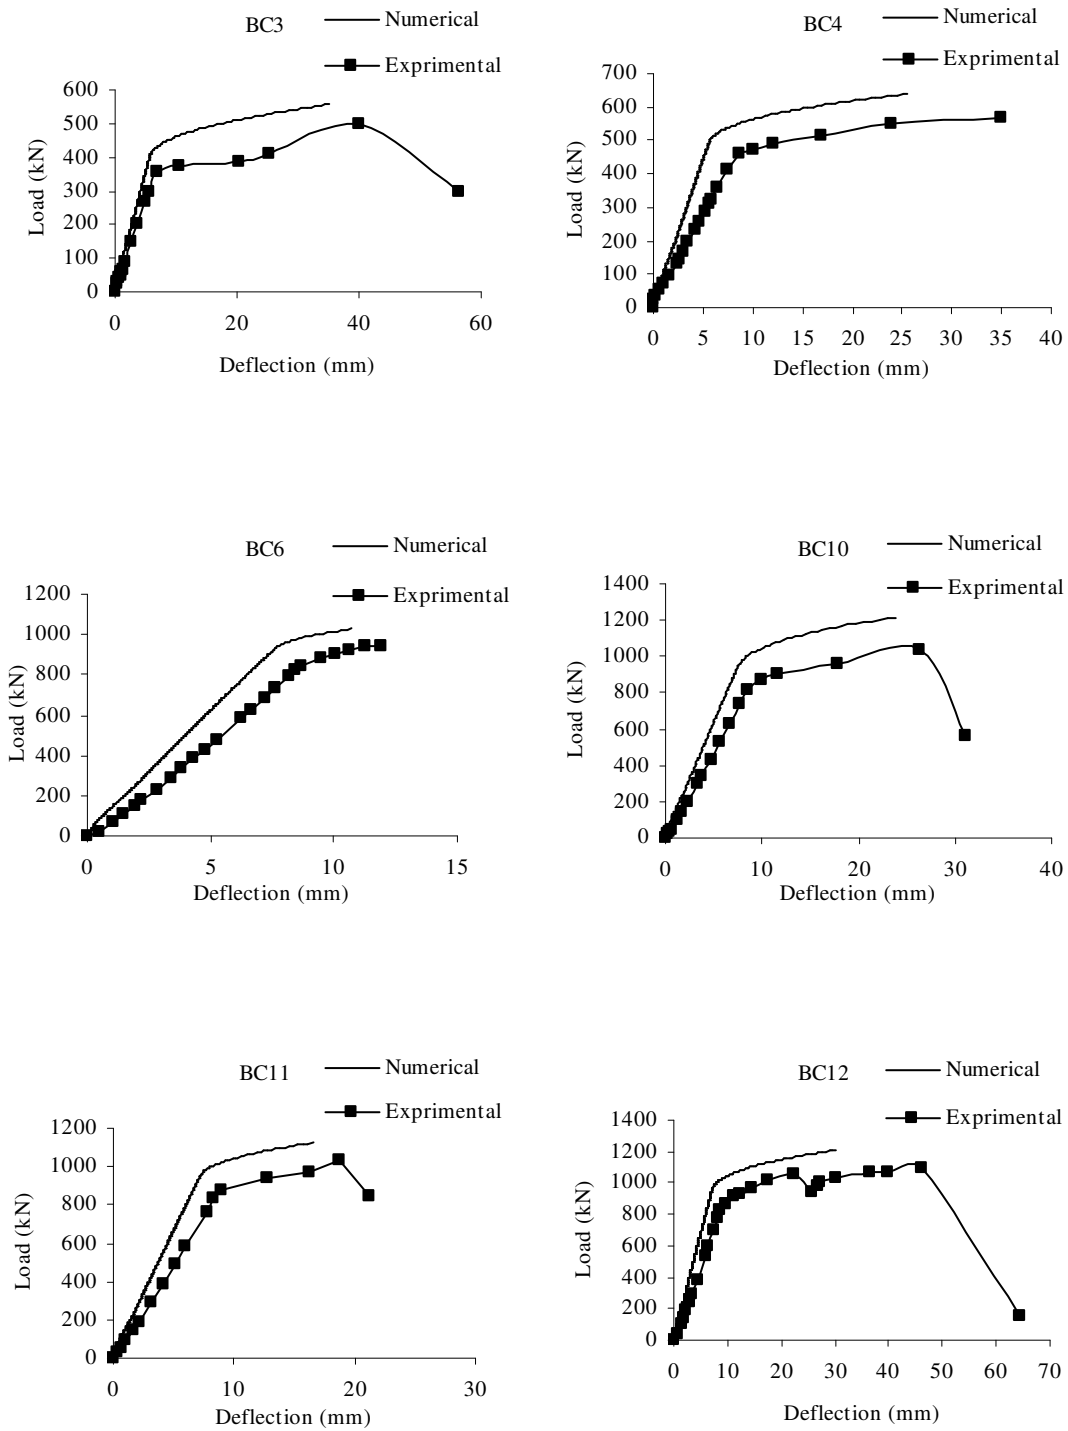 BC3
Numerical
Exprimental
600
500
400
300
200
100
0
Load (kN)
0 20 40 60
Deflection (mm)
BC4
Numerical
Exprimental
700
600
500
400
300
200
100
0
Load (kN)
0 5 10 15 20 25 30 35 40
Deflection (mm)
BC6
Numerical
Exprimental
1200
1000
800
600
400
200
0
Load (kN)
0 5 10 15
Deflection (mm)
BC10
Numerical
Exprimental
1400
1200
1000
800
600
400
200
0
Load (kN)
0 10 20 30 40
Deflection (mm)
BC11
Numerical
Exprimental
1200
1000
800
600
400
200
0
Load (kN)
0 10 20 30
Deflection (mm)
BC12
Numerical
Exprimental
1400
1200
1000
800
600
400
200
0
Load (kN)
0 10 20 30 40 50 60 70
Deflection (mm)